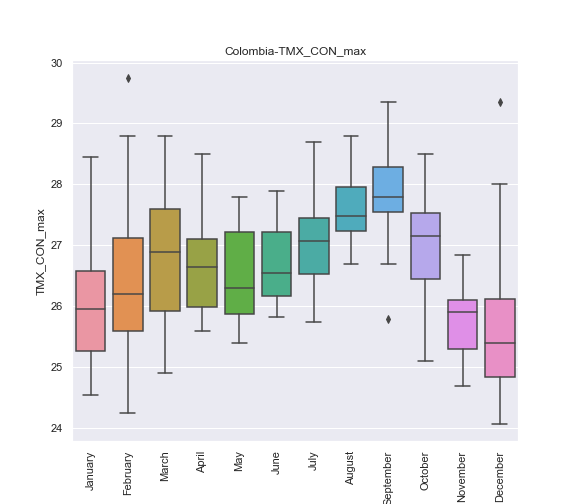 Colombia-TMX_CON_max
TMX_CON_max
30
29
28
27
26
25
24
January
February
March
April
May
June
July
August
September
October
November
December